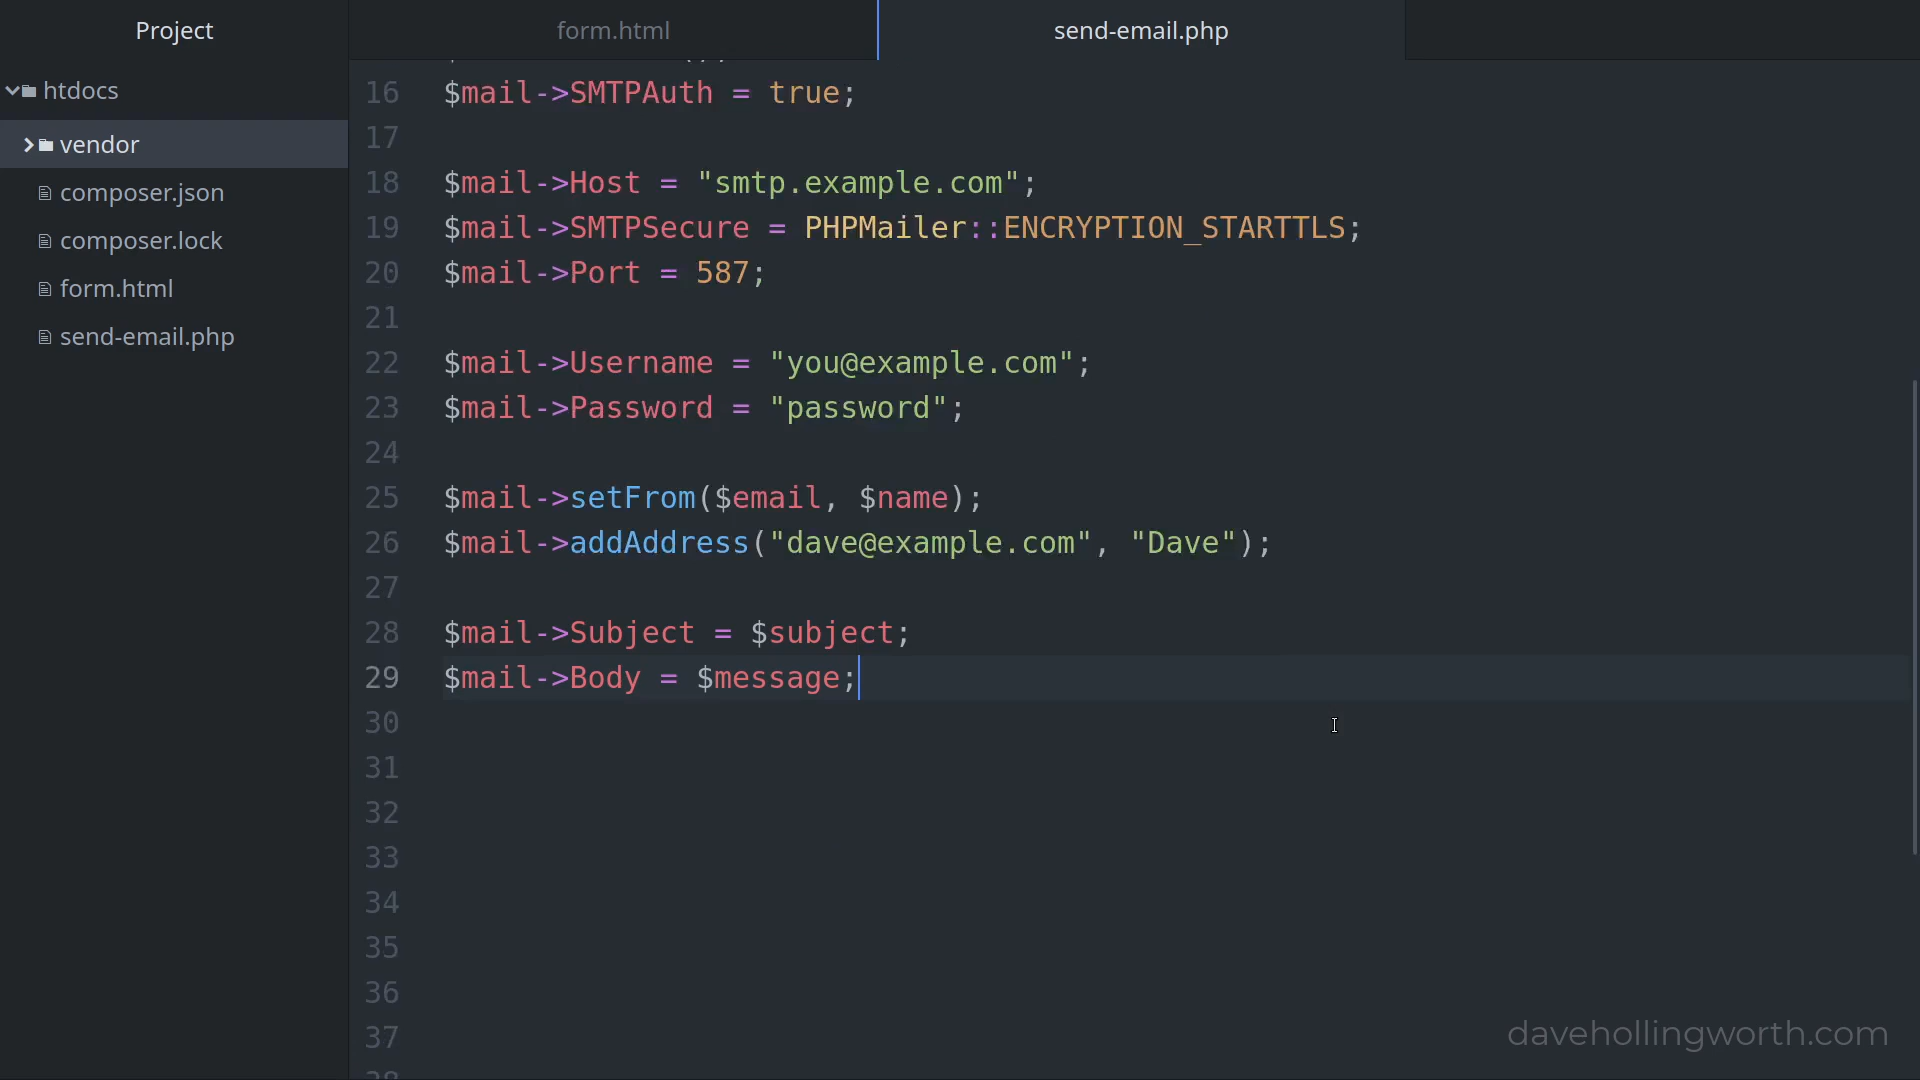 Project
form.html
send-email.php
htdocs
vendor
composer.json
composer.lock
form.html
send-email.php
16 $mail->SMTPAuth = true;
17
18 $mail->Host = "smtp.example.com";
19 $mail->SMTPSecure = PHPMailer::ENCRYPTION_STARTTLS;
20 $mail->Port = 587;
21
22 $mail->Username = "you@example.com";
23 $mail->Password = "password";
24
25 $mail->setFrom($email, $name);
26 $mail->addAddress("dave@example.com", "Dave");
27
28 $mail->Subject = $subject;
29 $mail->Body = $message;
30
31
32
33
34
35
36
37
davehollingworth.com